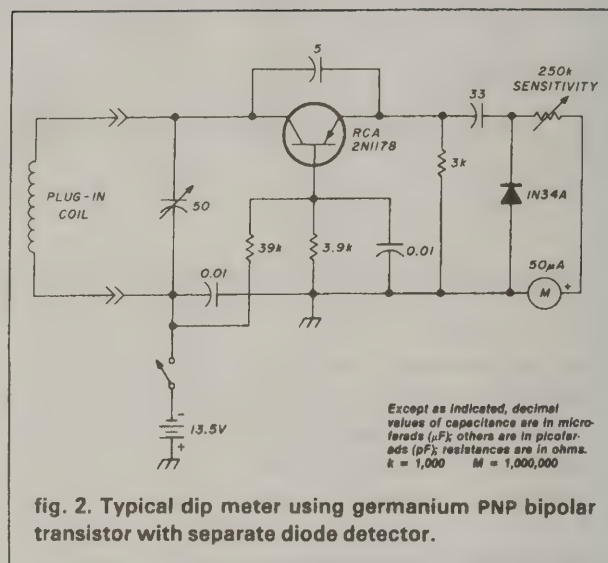 5
250k
SENSITIVITY
33
RCA
2N1178
3k
PLUG-IN
COIL
50
1N34A
39k
3.9k
0.01
0.01
50µA
M
+
-
13.5V
+
Except as indicated, decimal
values of capacitance are in micro-
farads (µF); others are in picofar-
ads (pF); resistances are in ohms.
k = 1,000 M = 1,000,000
fig. 2. Typical dip meter using germanium PNP bipolar
transistor with separate diode detector.